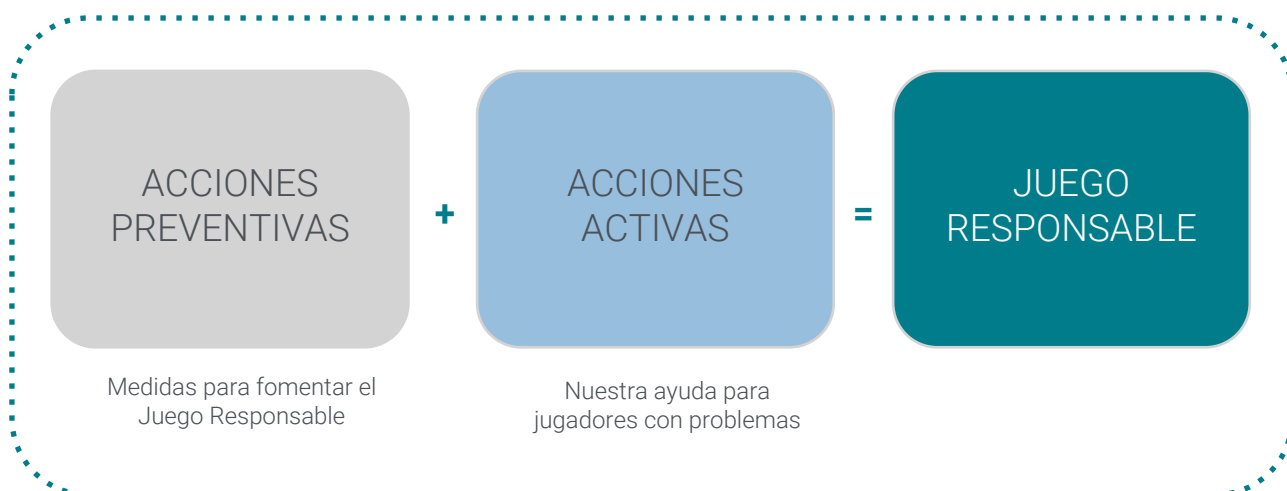 ACCIONES
PREVENTIVAS
+
ACCIONES
ACTIVAS
=
JUEGO
RESPONSABLE
Medidas para fomentar el
Juego Responsable
Nuestra ayuda para
jugadores con problemas